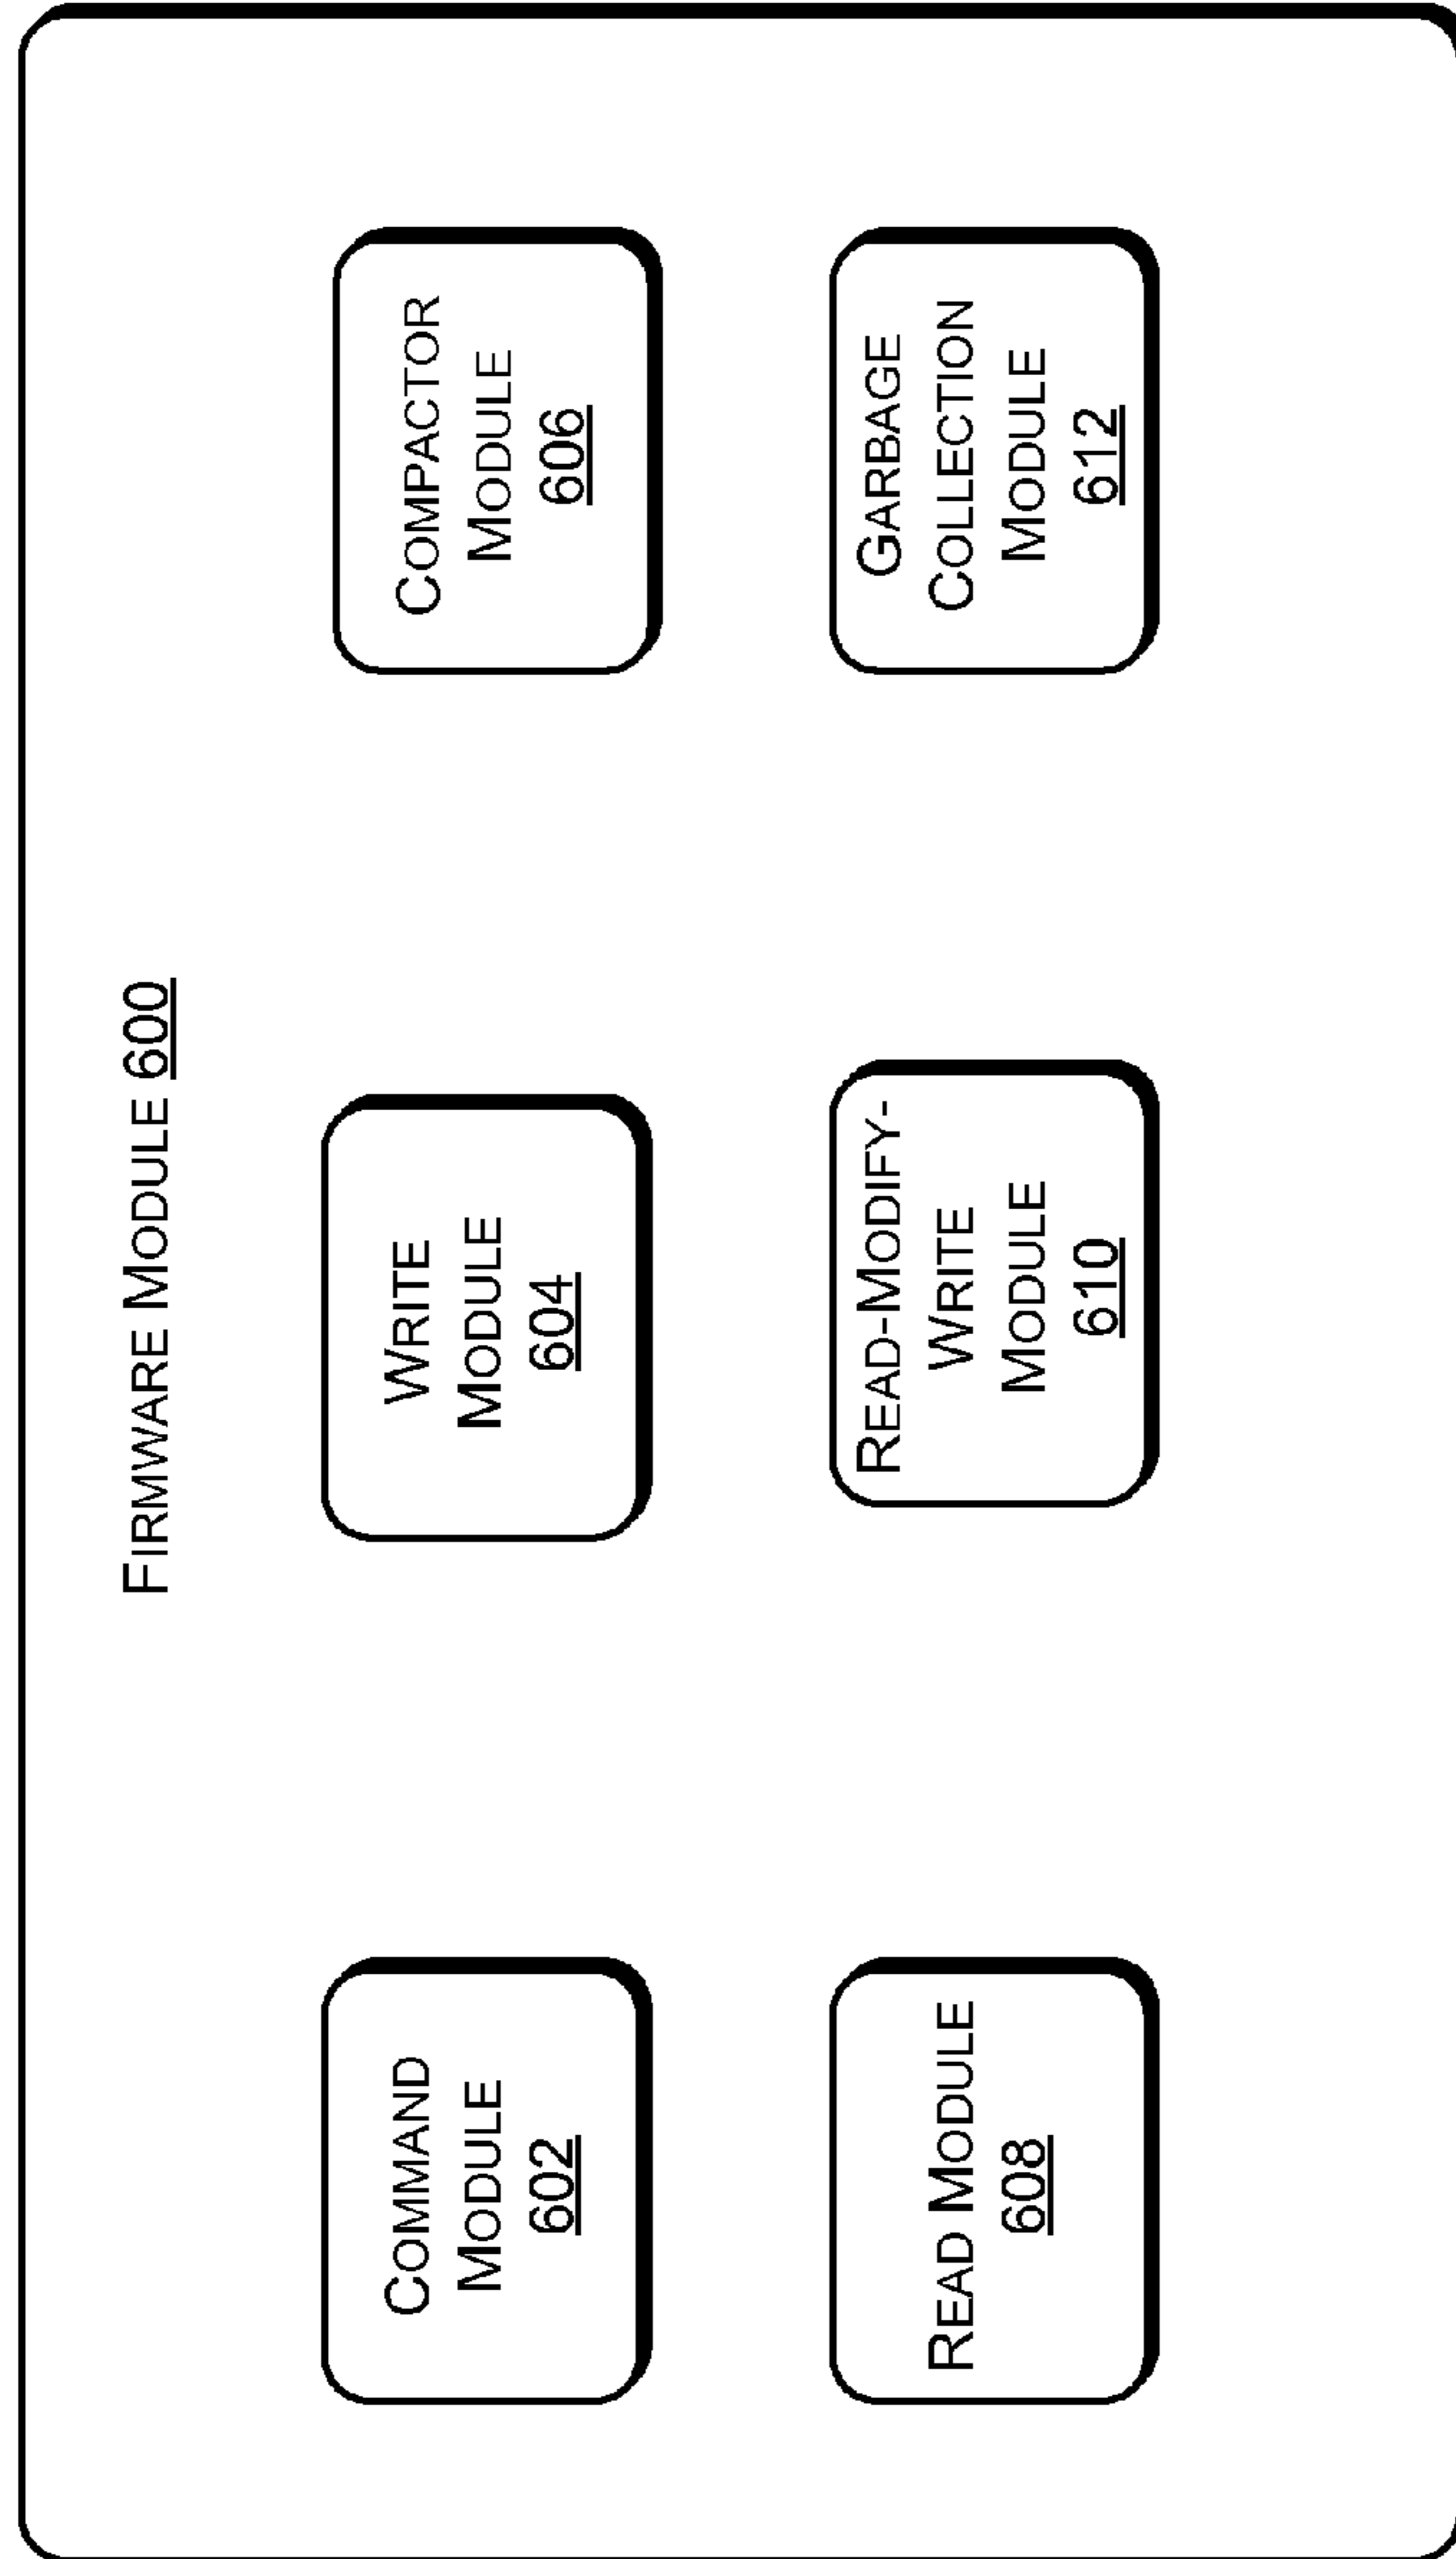 FIRMWARE MODULE 600
COMMAND
MODULE
602
WRITE
MODULE
604
COMPACTOR
MODULE
606
READ MODULE
608
READ-MODIFY-
WRITE
MODULE
610
GARBAGE
COLLECTION
MODULE
612